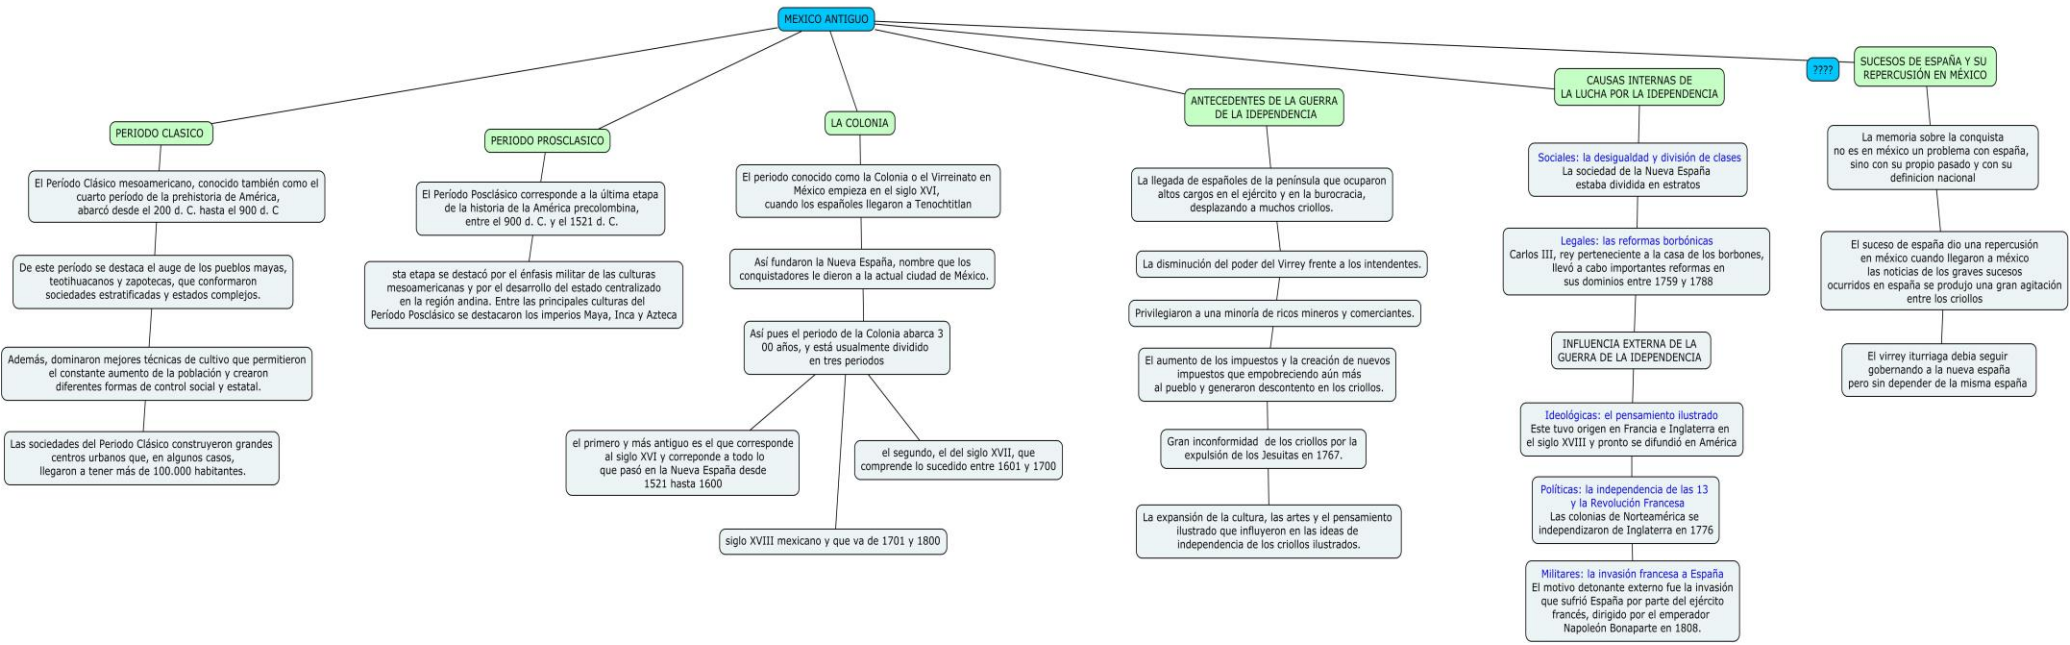 MEXICO ANTIGUO
PERIODO CLASICO
El Período Clásico mesoamericano, conocido también como el
cuarto período de la prehistoria de América,
abarcó desde el 200 d. C. hasta el 900 d. C
De este período se destaca el auge de los pueblos mayas,
teotihuacanos y zapotecas, que conformaron
sociedades estratificadas y estados complejos.
Además, dominaron mejores técnicas de cultivo que permitieron
el constante aumento de la población y crearon
diferentes formas de control social y estatal.
Las sociedades del Periodo Clásico construyeron grandes
centros urbanos que, en algunos casos,
llegaron a tener más de 100.000 habitantes.
PERIODO PROSCLASICO
El Período Posclásico corresponde a la última etapa
de la historia de la América precolombina,
entre el 900 d. C. y el 1521 d. C.
sta etapa se destacó por el énfasis militar de las culturas
mesoamericanas y por el desarrollo del estado centralizado
en la región andina. Entre las principales culturas del
Período Posclásico se destacaron los imperios Maya, Inca y Azteca
LA COLONIA
El periodo conocido como la Colonia o el Virreinato en
México empieza en el siglo XVI,
cuando los españoles llegaron a Tenochtitlan
Así fundaron la Nueva España, nombre que los
conquistadores le dieron a la actual ciudad de México.
Así pues el periodo de la Colonia abarca 3
00 años, y está usualmente dividido
en tres periodos
el primero y más antiguo es el que corresponde
al siglo XVI y correponde a todo lo
que pasó en la Nueva España desde
1521 hasta 1600
el segundo, el del siglo XVII, que
comprende lo sucedido entre 1601 y 1700
siglo XVIII mexicano y que va de 1701 y 1800
ANTECEDENTES DE LA GUERRA
DE LA IDEPENDENCIA
La llegada de españoles de la península que ocuparon
altos cargos en el ejército y en la burocracia,
desplazando a muchos criollos.
La disminución del poder del Virrey frente a los intendentes.
Privilegiaron a una minoría de ricos mineros y comerciantes.
El aumento de los impuestos y la creación de nuevos
impuestos que empobreciendo aún más
al pueblo y generaron descontento en los criollos.
Gran inconformidad de los criollos por la
expulsión de los Jesuitas en 1767.
La expansión de la cultura, las artes y el pensamiento
ilustrado que influyeron en las ideas de
independencia de los criollos ilustrados.
CAUSAS INTERNAS DE
LA LUCHA POR LA IDEPENDENCIA
Sociales: la desigualdad y división de clases
La sociedad de la Nueva España
estaba dividida en estratos
Legales: las reformas borbónicas
Carlos III, rey perteneciente a la casa de los borbones,
llevó a cabo importantes reformas en
sus dominios entre 1759 y 1788
INFLUENCIA EXTERNA DE LA
GUERRA DE LA IDEPENDENCIA
Ideológicas: el pensamiento ilustrado
Este tuvo origen en Francia e Inglaterra en
el siglo XVIII y pronto se difundió en América
Políticas: la independencia de las 13
y la Revolución Francesa
Las colonias de Norteamérica se
independizaron de Inglaterra en 1776
Militares: la invasión francesa a España
El motivo detonante externo fue la invasión
que sufrió España por parte del ejército
francés, dirigido por el emperador
Napoleón Bonaparte en 1808.
????
SUCESOS DE ESPAÑA Y SU
REPERCUSIÓN EN MÉXICO
La memoria sobre la conquista
no es en méxico un problema con españa,
sino con su propio pasado y con su
definicion nacional
El suceso de españa dio una repercusión
en méxico cuando llegaron a méxico
las noticias de los graves sucesos
ocurridos en españa se produjo una gran agitación
entre los criollos
El virrey iturriaga debia seguir
gobernando a la nueva españa
pero sin depender de la misma españa